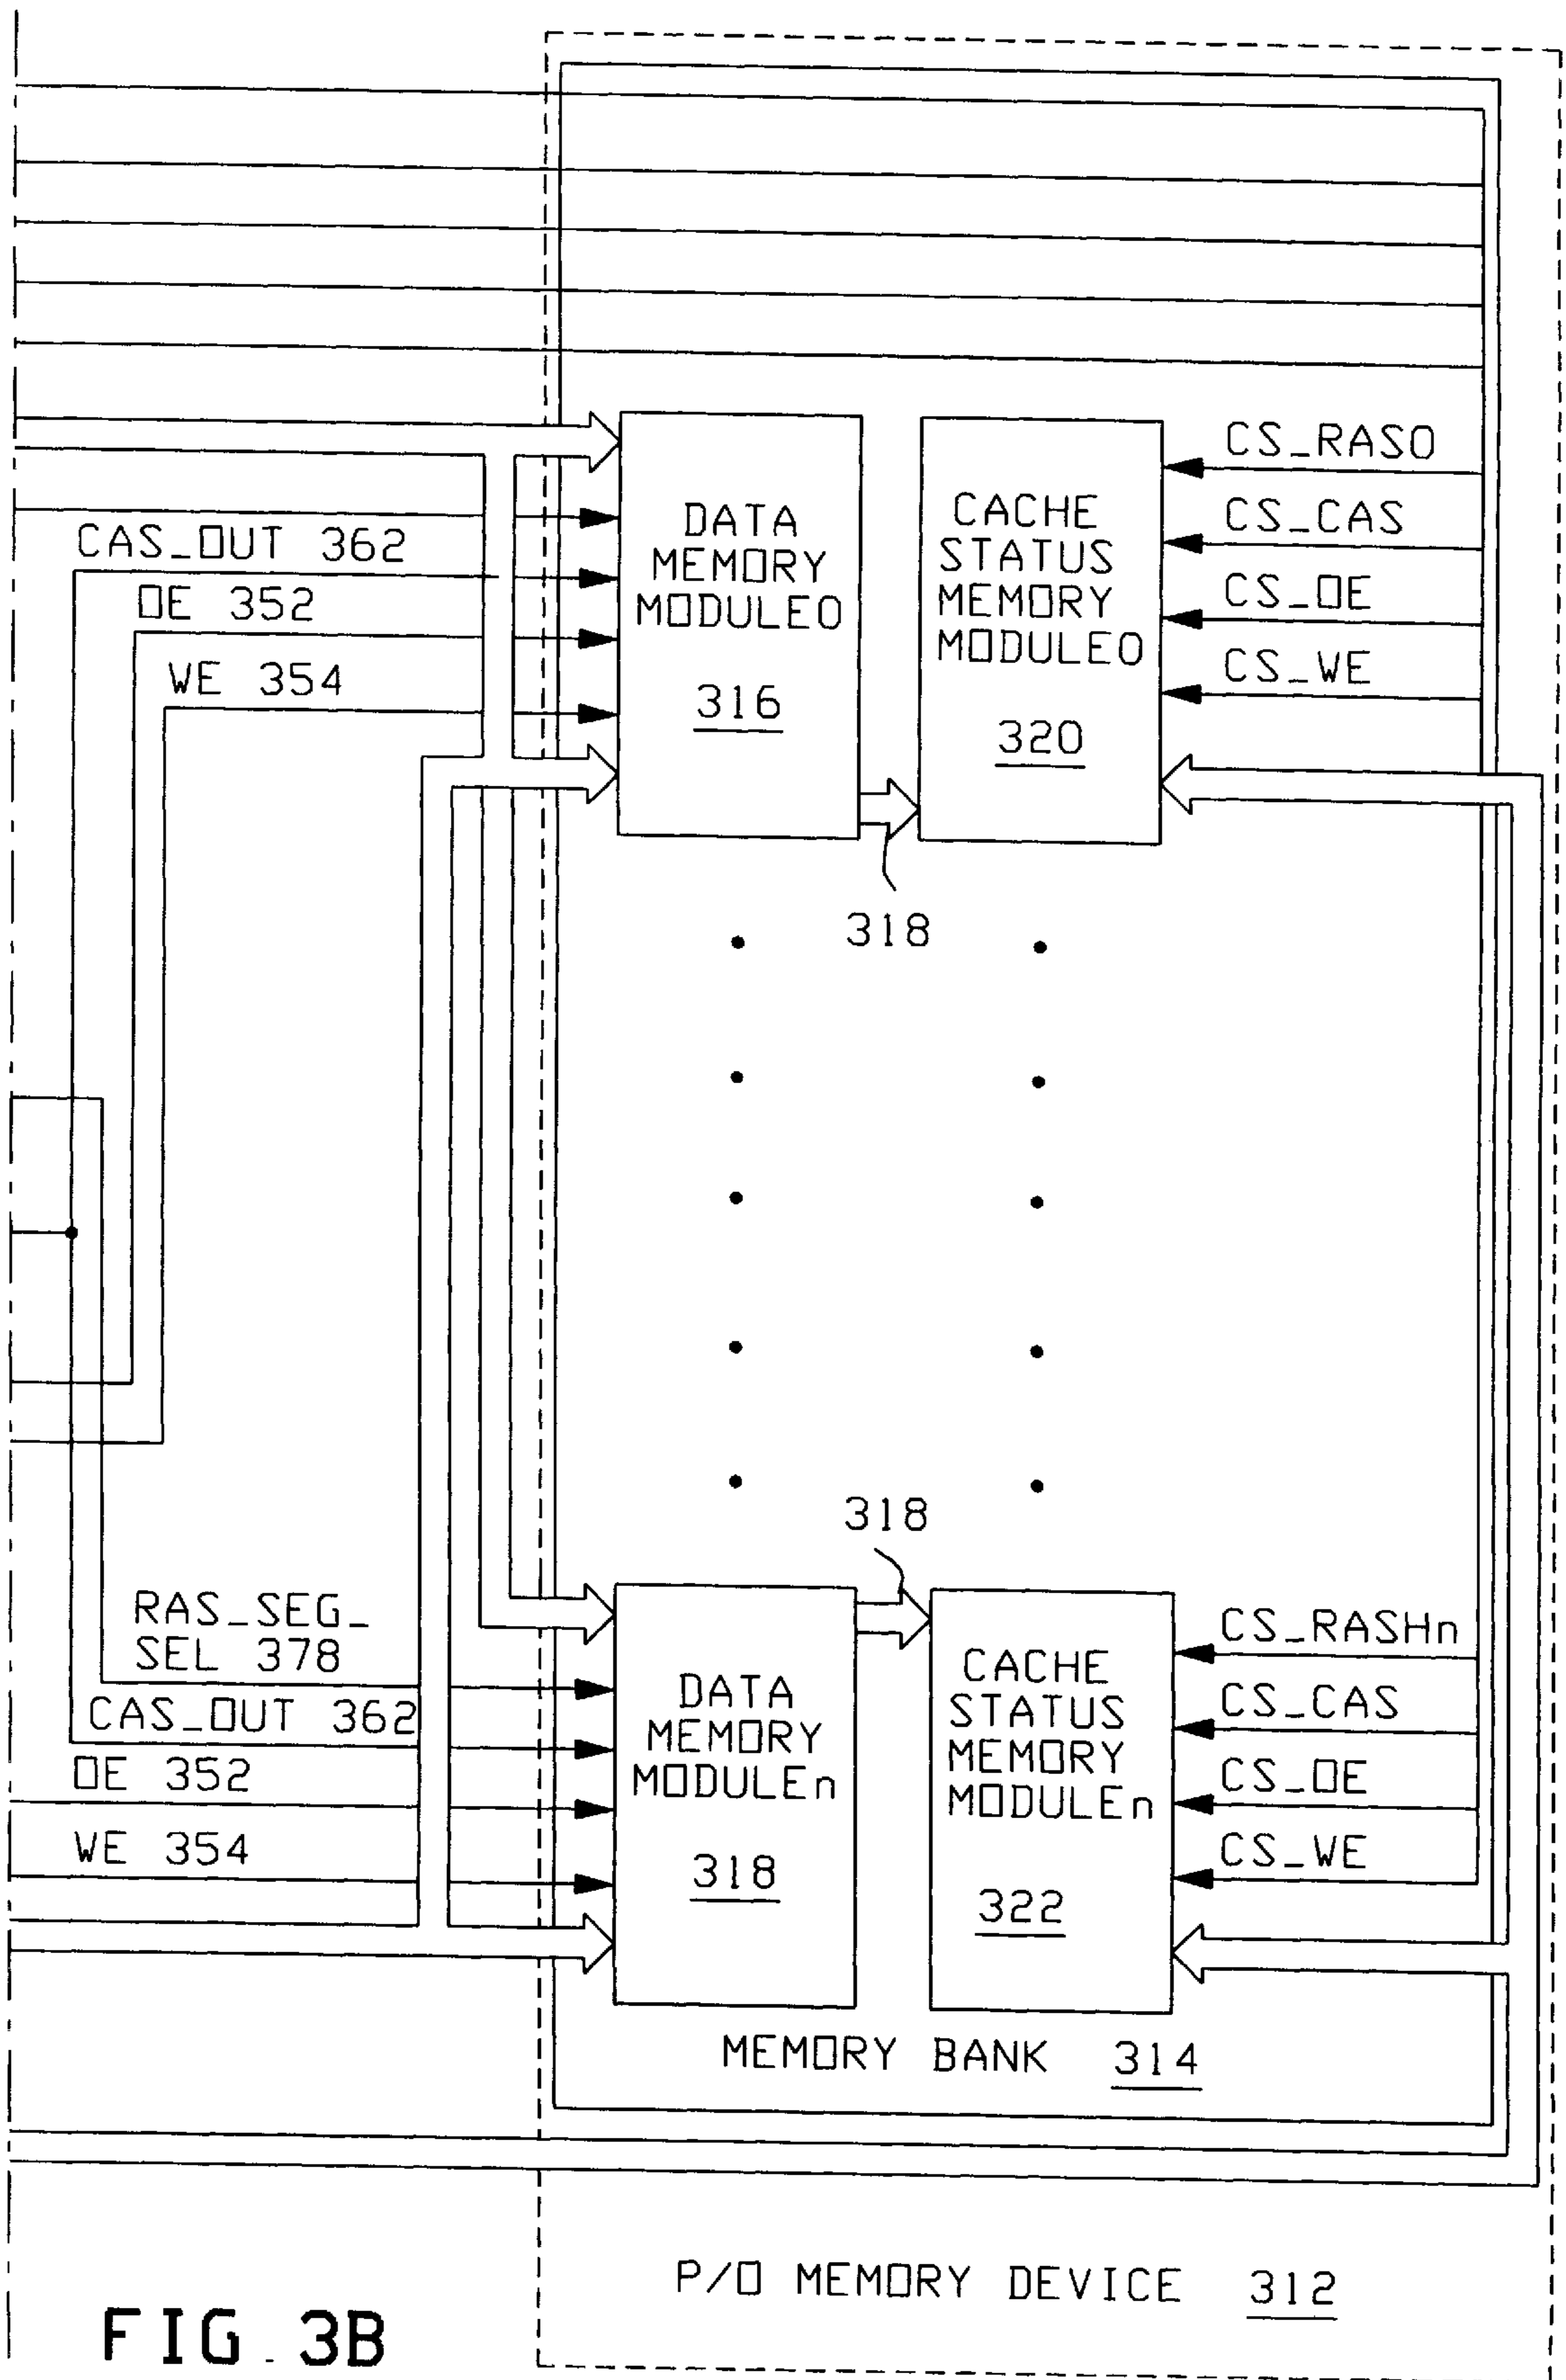 CAS_OUT 362
OE 352
WE 354
DATA
MEMORY
MODULE0
316
CACHE
STATUS
MEMORY
MODULE0
320
CS_RAS0
CS_CAS
CS_OE
CS_WE
318
318
RAS_SEG_
SEL 378
CAS_OUT 362
OE 352
WE 354
DATA
MEMORY
MODULEn
318
CACHE
STATUS
MEMORY
MODULEn
322
CS_RASHn
CS_CAS
CS_OE
CS_WE
MEMORY BANK 314
P/O MEMORY DEVICE 312
FIG. 3B